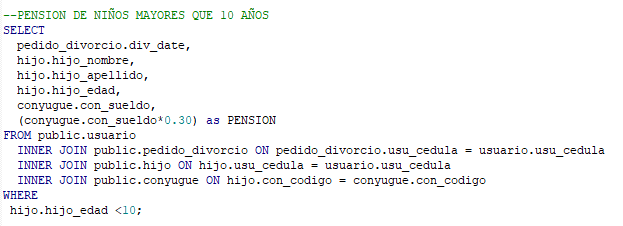 --PENSION DE NIÑOS MAYORES QUE 10 AÑOS
SELECT
pedido_divorcio.div_date,
hijo.hijo_nombre,
hijo.hijo_apellido,
hijo.hijo_edad,
conyugue.con_sueldo,
(conyugue.con_sueldo*0.30) as PENSION
FROM public.usuario
INNER JOIN public.pedido_divorcio ON pedido_divorcio.usu_cedula = usuario.usu_cedula
INNER JOIN public.hijo ON hijo.usu_cedula = usuario.usu_cedula
INNER JOIN public.conyugue ON hijo.con_codigo = conyugue.con_codigo
WHERE
hijo.hijo_edad <10;